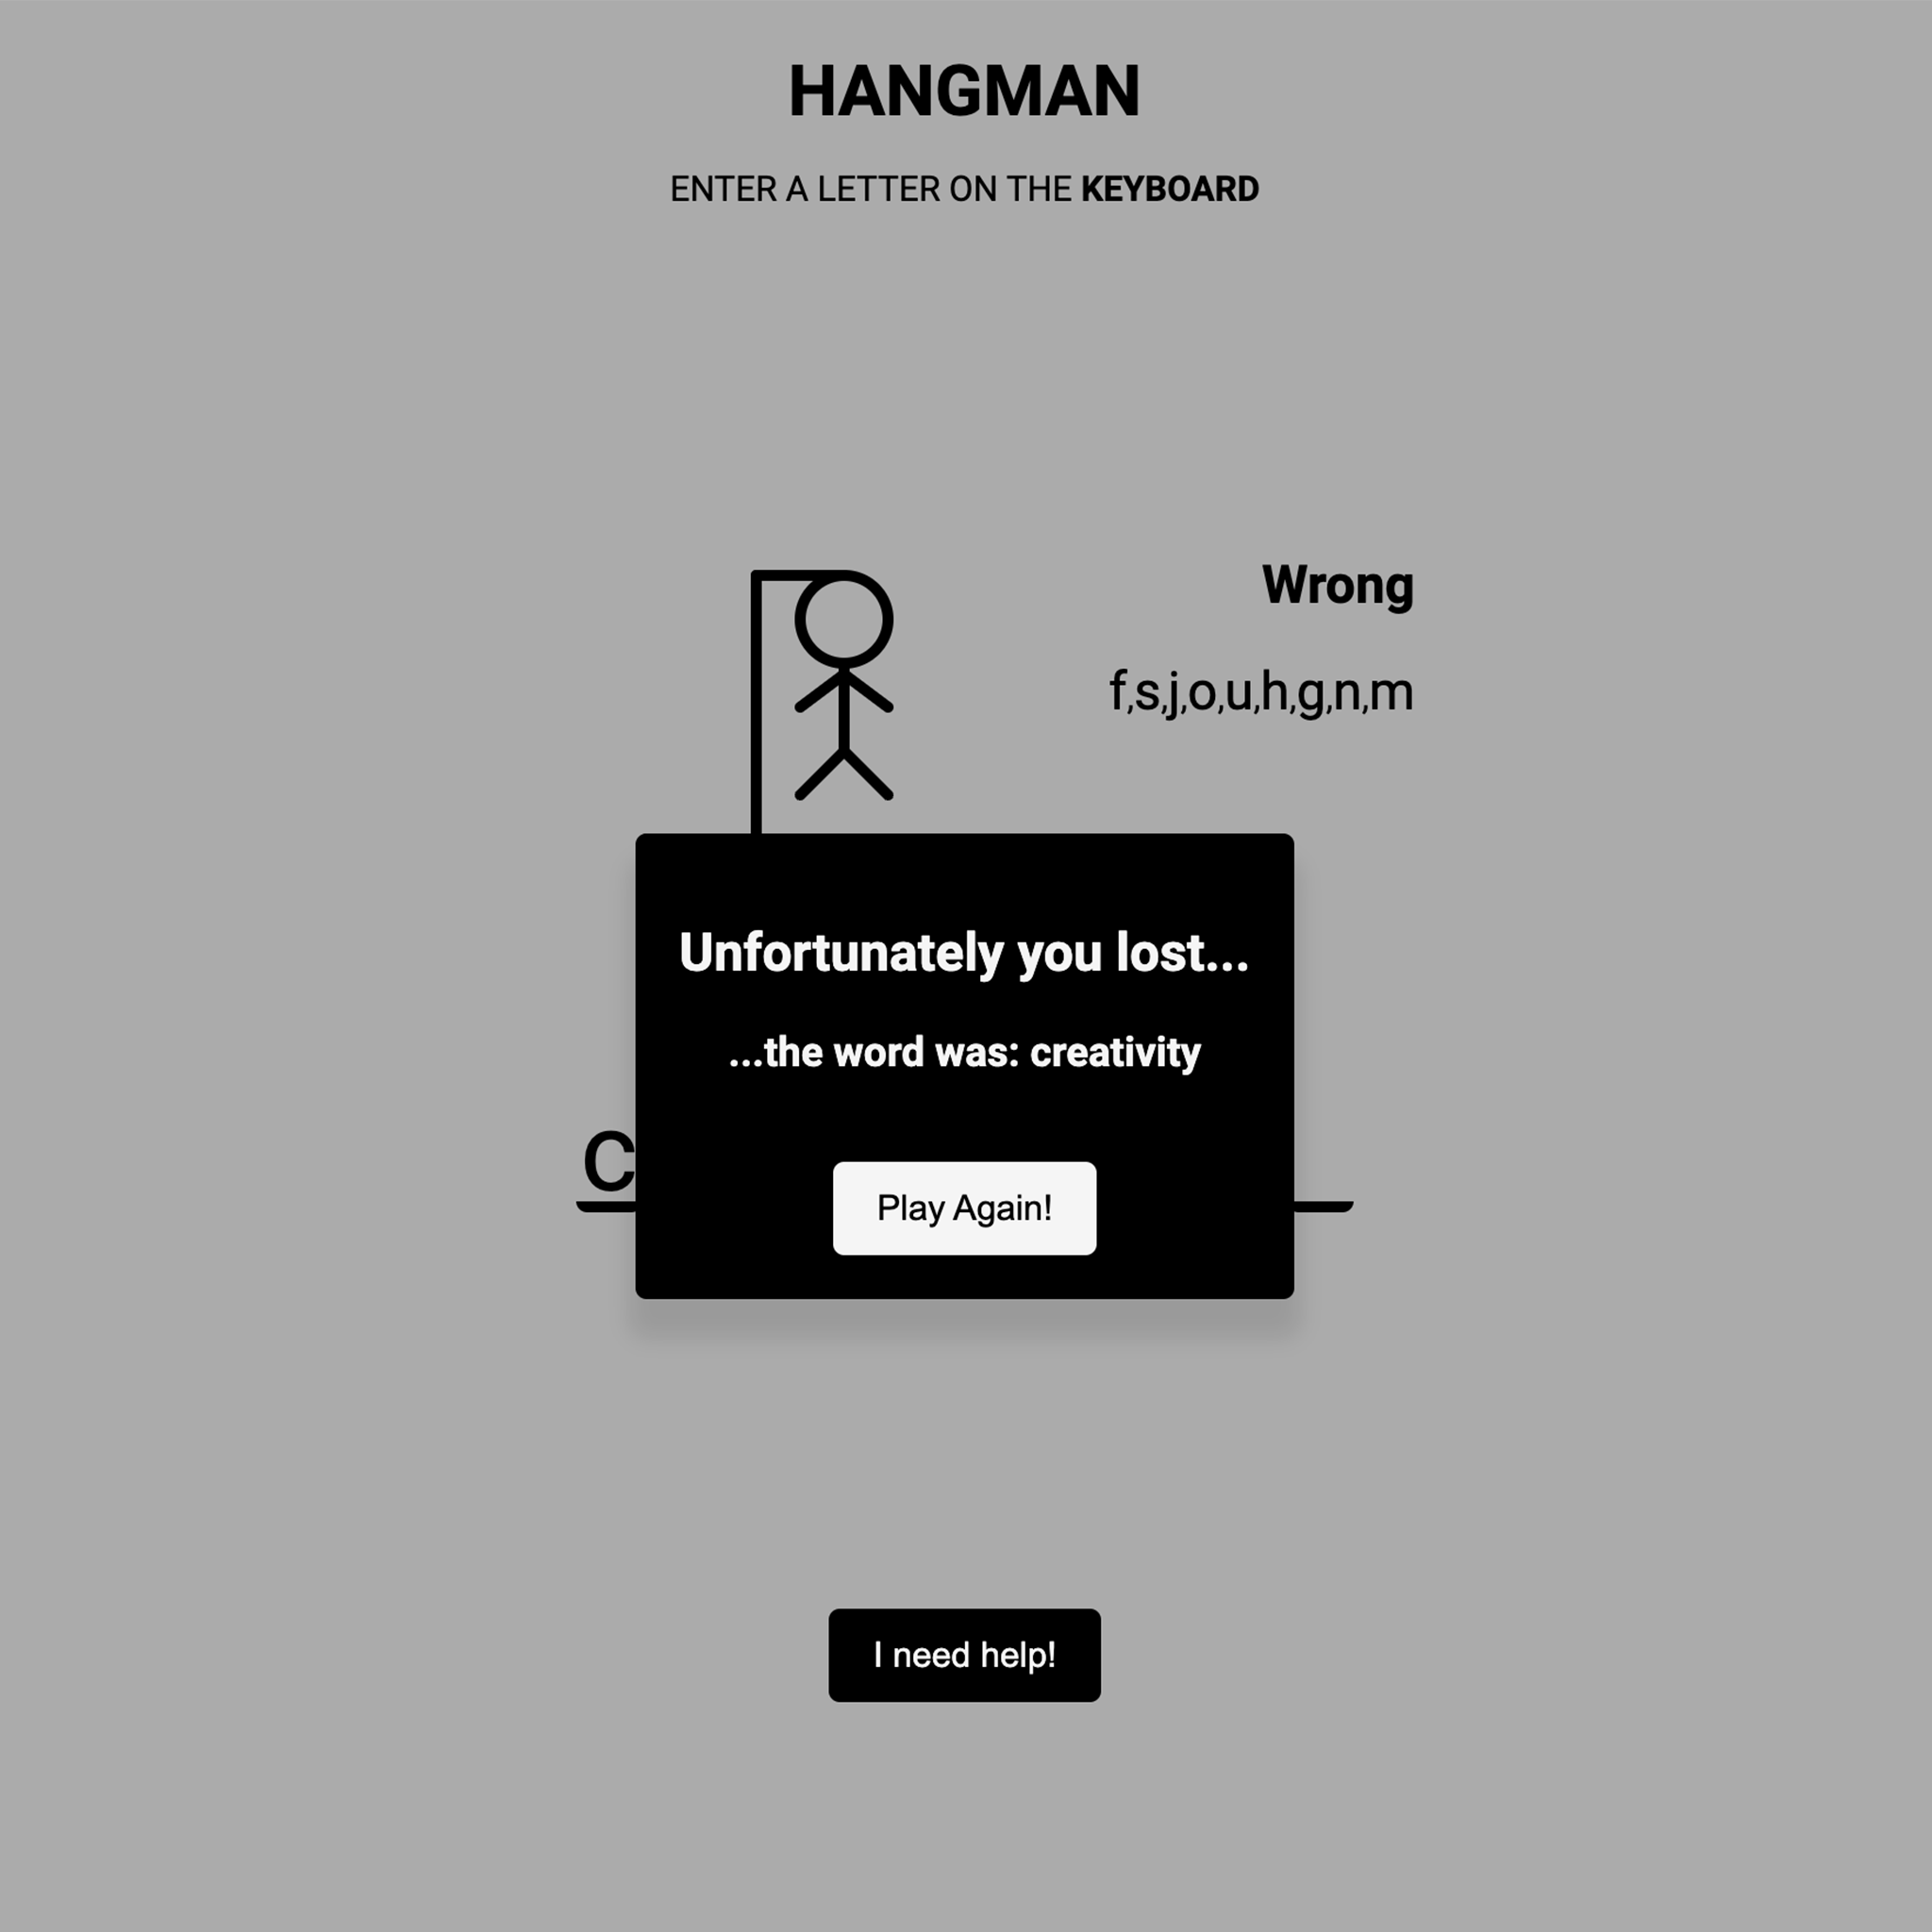 HANGMAN
ENTER A LETTER ON THE KEYBOARD
Wrong
f,s,j,o,u,h,g,n,m
Unfortunately you lost...
...the word was: creativity
C
Play Again!
I need help!